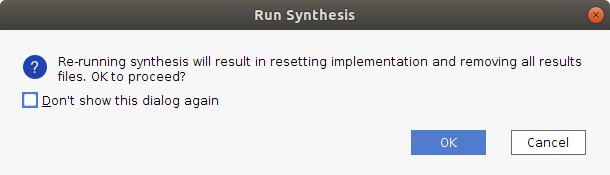 Run Synthesis
Re-running synthesis will result in resetting implementation and removing all results
files. OK to proceed?
Don't show this dialog again
OK
Cancel